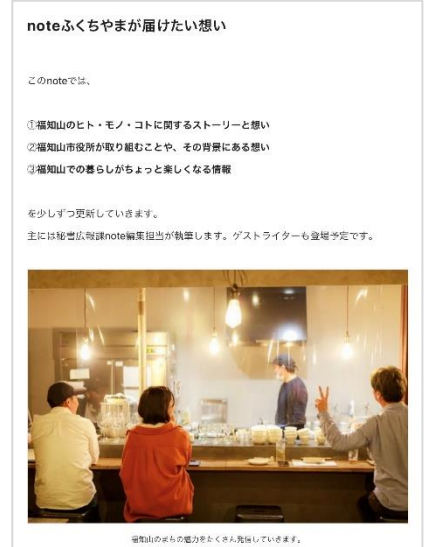 noteふくちやまが届けたい想い
このnoteでは、
①福知山のヒト・モノ・コトに関するストーリーと想い
②福知山市役所が取り組むことや、その背景にある想い
③福知山での暮らしがちょっと楽しくなる情報
を少しずつ更新していきます。
主には秘書広報課note編集担当が執筆します。ゲストライターも登場予定です。
福知山のまちの魅力をたくさん発信していきます。